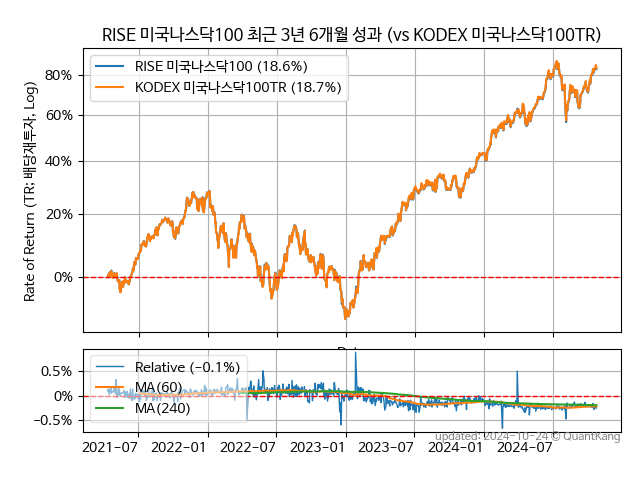 RISE 미국나스닥100 최근 3년 6개월 성과 (vs KODEX 미국나스닥100TR)
RISE 미국나스닥100 (18.6%)
KODEX 미국나스닥100TR (18.7%)
Rate of Return (TR: 배당재투자, Log)
80%
60%
40%
20%
0%
Relative (−0.1%)
MA(60)
MA(240)
0.5%
0%
−0.5%
2021−07
2022−01
2022−07
2023−01
2023−07
2024−01
2024−07
updated: 2024−10−24 © QuantKang